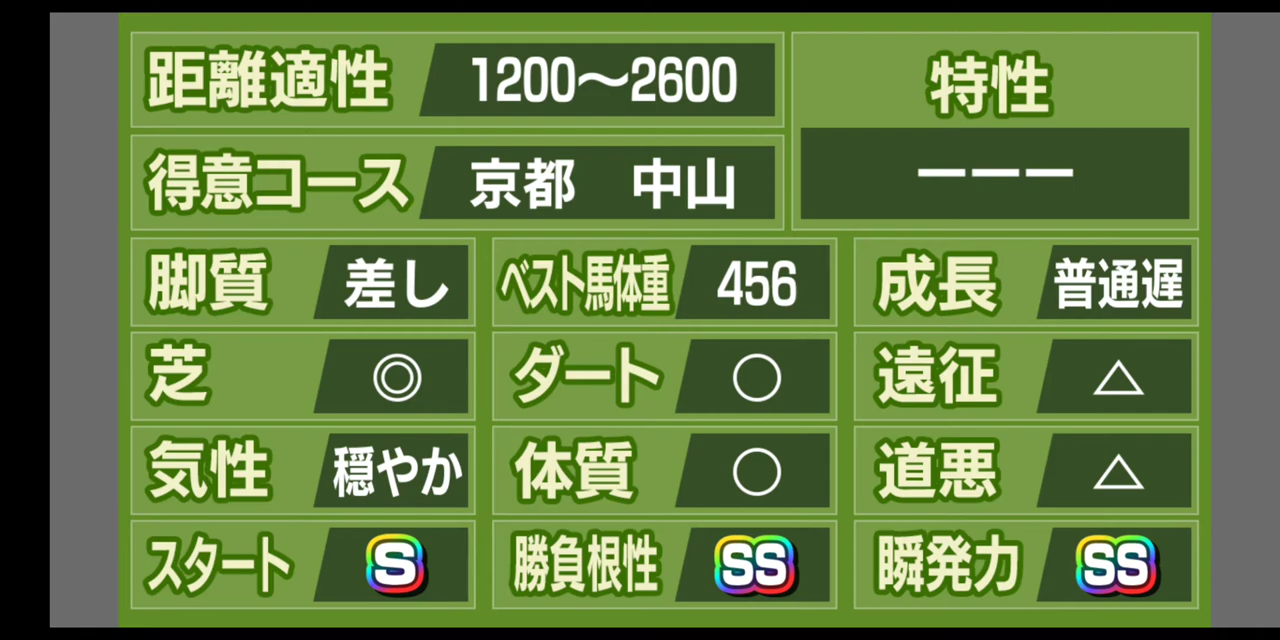 距離適性 1200〜2600 特性
ーーー
得意コース 京都 中山
脚質 差し ベスト馬体重 456 成長 普通遅
芝 ◎ ダート ○ 遠征 △
気性 穏やか 体質 ○ 道悪 △
スタート S 勝負根性 SS 瞬発力 SS